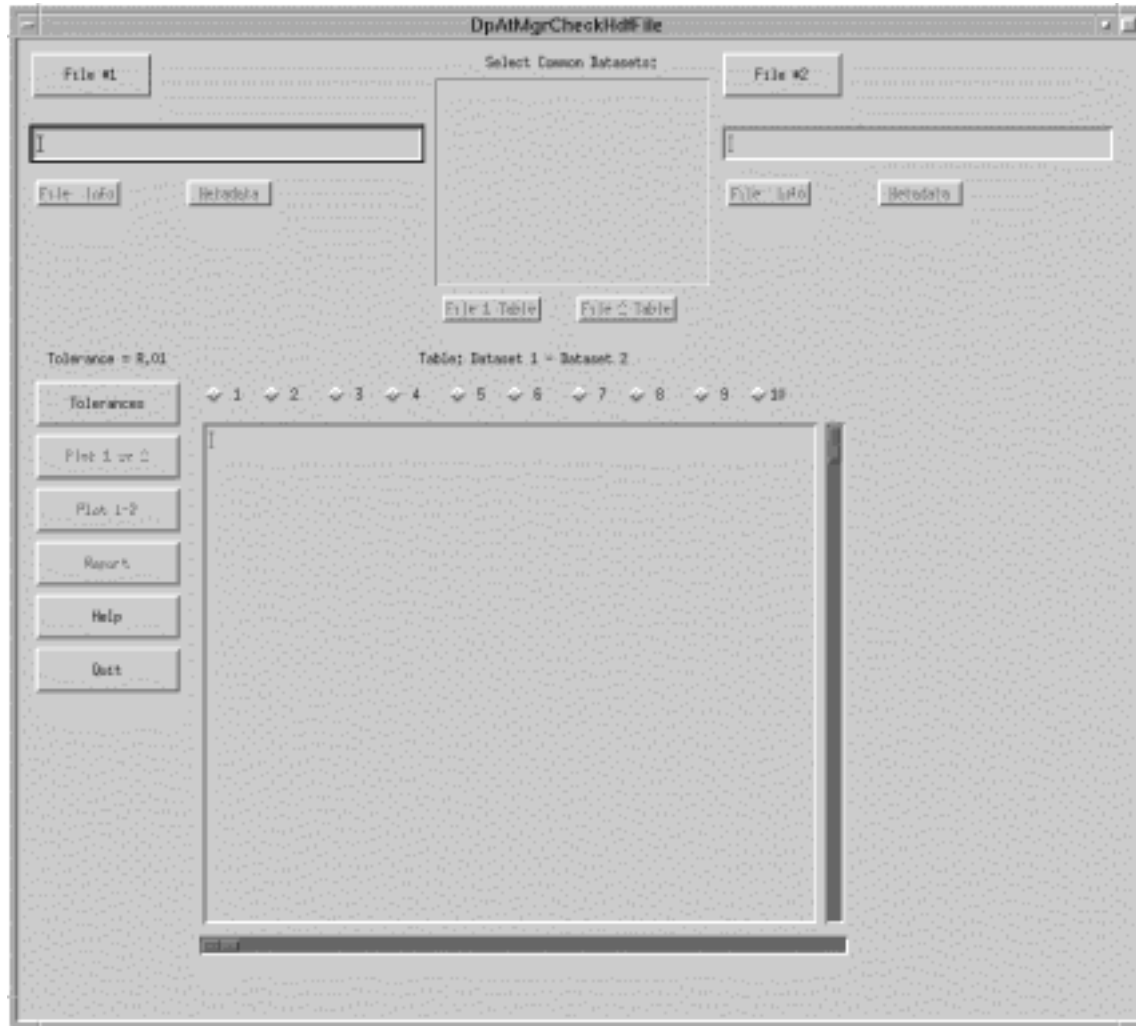 DpAtMgrCheckHdfFile
File #1
Select Common Datasets:
File #2
File Info
Metadata
File Info
Metadata
File 1 Table
File 2 Table
Tolerance = 0.01
Table: Dataset 1 - Dataset 2
1 2 3 4 5 6 7 8 9 10
Tolerances
Plot 1 or 2
Plot 1-2
Report
Help
Quit